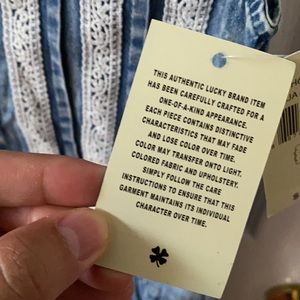 THIS AUTHENTIC LUCKY BRAND ITEM
HAS BEEN CAREFULLY CRAFTED FOR A
ONE-OF-A-KIND APPEARANCE.
EACH PIECE CONTAINS DISTINCTIVE
CHARACTERISTICS THAT MAY FADE
AND LOSE COLOR OVER TIME.
COLOR MAY TRANSFER ONTO LIGHT.
COLORED FABRIC AND UPHOLSTERY.
SIMPLY FOLLOW THE CARE
INSTRUCTIONS TO ENSURE THAT THIS
GARMENT MAINTAINS ITS INDIVIDUAL
CHARACTER OVER TIME.